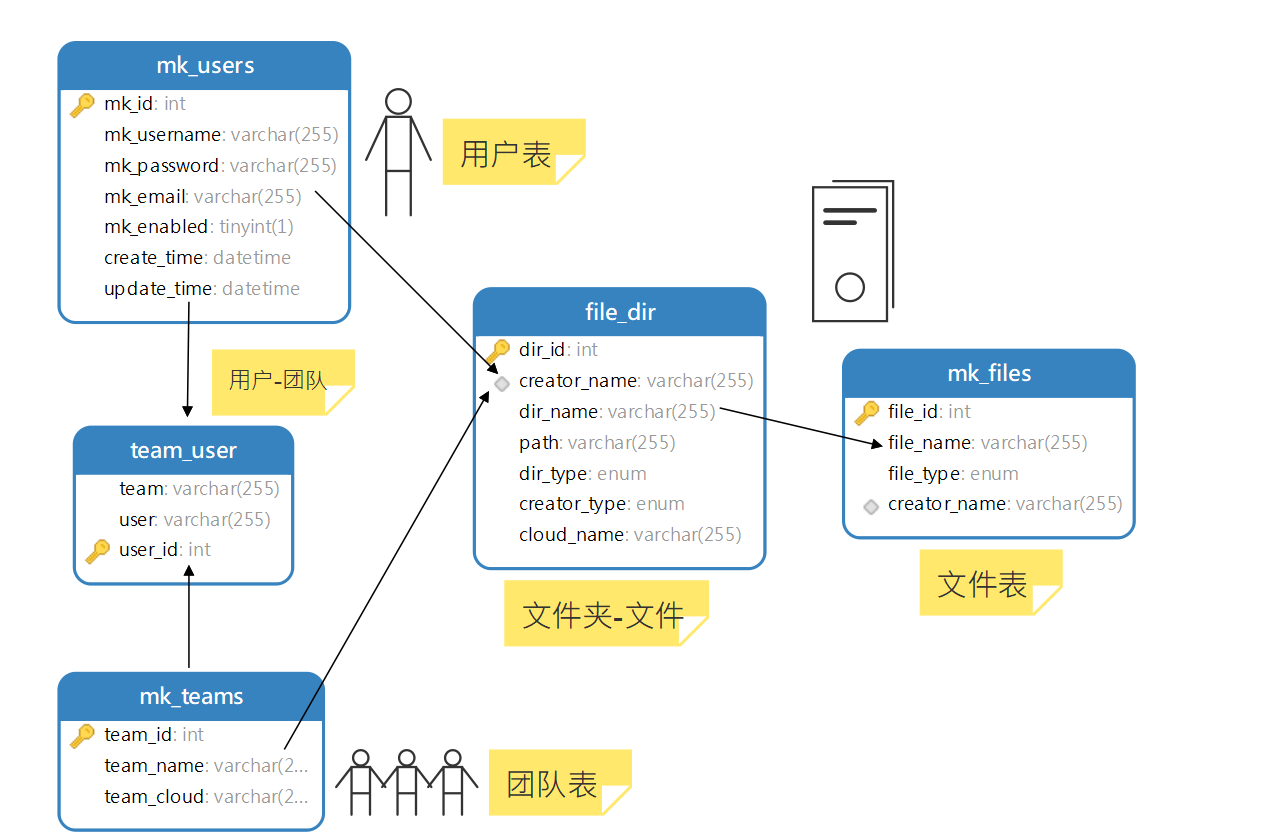 mk_users
mk_id: int
mk_username: varchar(255)
mk_password: varchar(255)
mk_email: varchar(255)
mk_enabled: tinyint(1)
create_time: datetime
update_time: datetime
用户表
用户-团队
team_user
team: varchar(255)
user: varchar(255)
user_id: int
file_dir
dir_id: int
creator_name: varchar(255)
dir_name: varchar(255)
path: varchar(255)
dir_type: enum
creator_type: enum
cloud_name: varchar(255)
文件夹-文件
mk_files
file_id: int
file_name: varchar(255)
file_type: enum
creator_name: varchar(255)
文件表
mk_teams
team_id: int
team_name: varchar(2...
team_cloud: varchar(2...
团队表